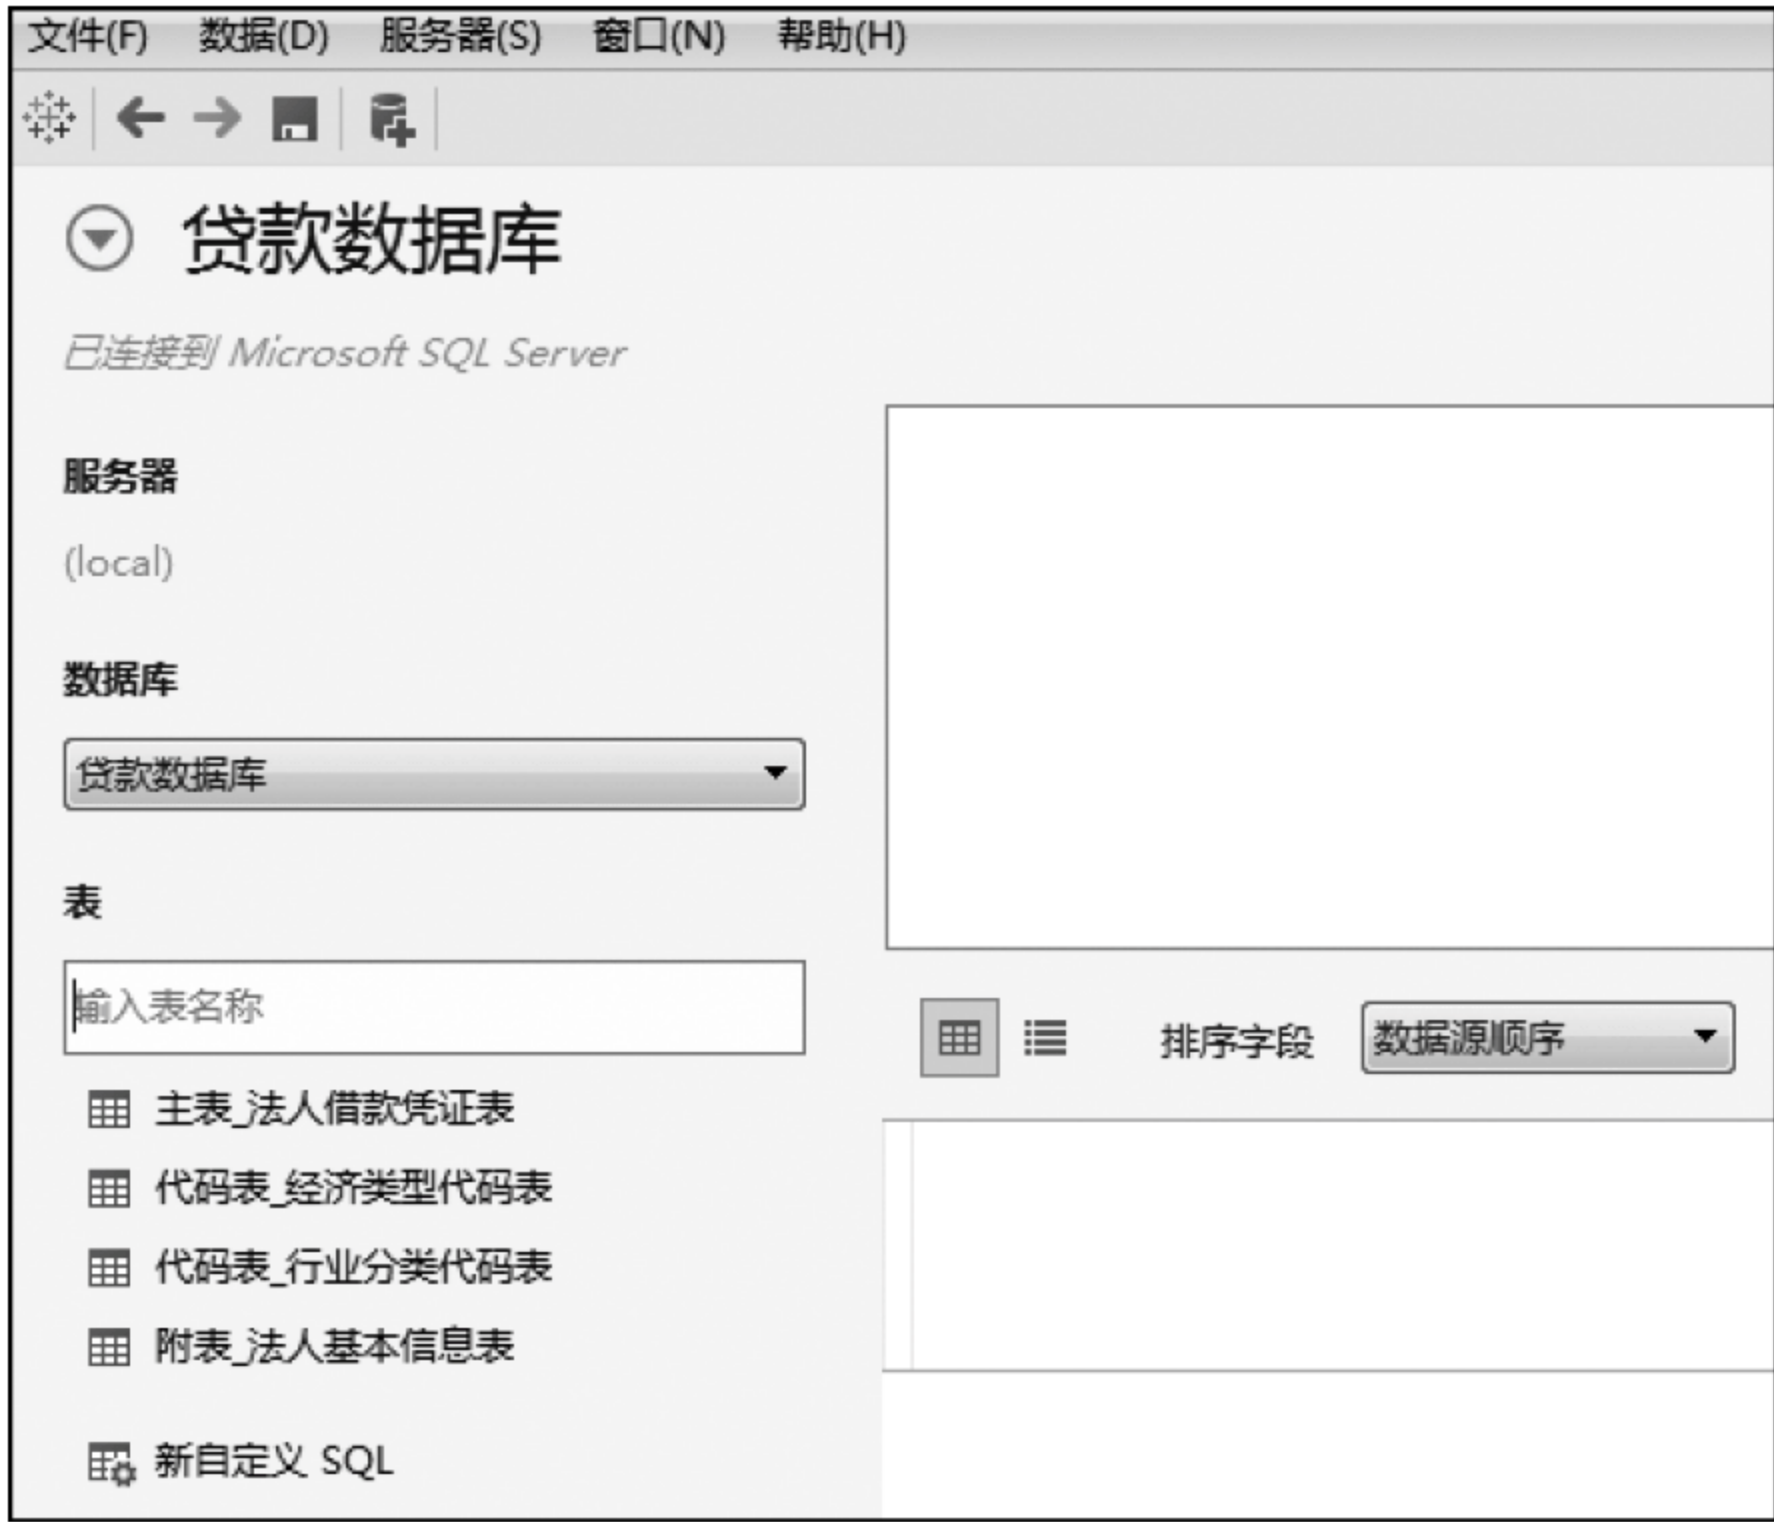 文件(F) 数据(D) 服务器(S) 窗口(N) 帮助(H)
贷款数据库
已连接到 Microsoft SQL Server
服务器
(local)
数据库
贷款数据库
表
输入表名称
排序字段 数据源顺序
主表_法人借款凭证表
代码表_经济类型代码表
代码表_行业分类代码表
附表_法人基本信息表
新自定义 SQL